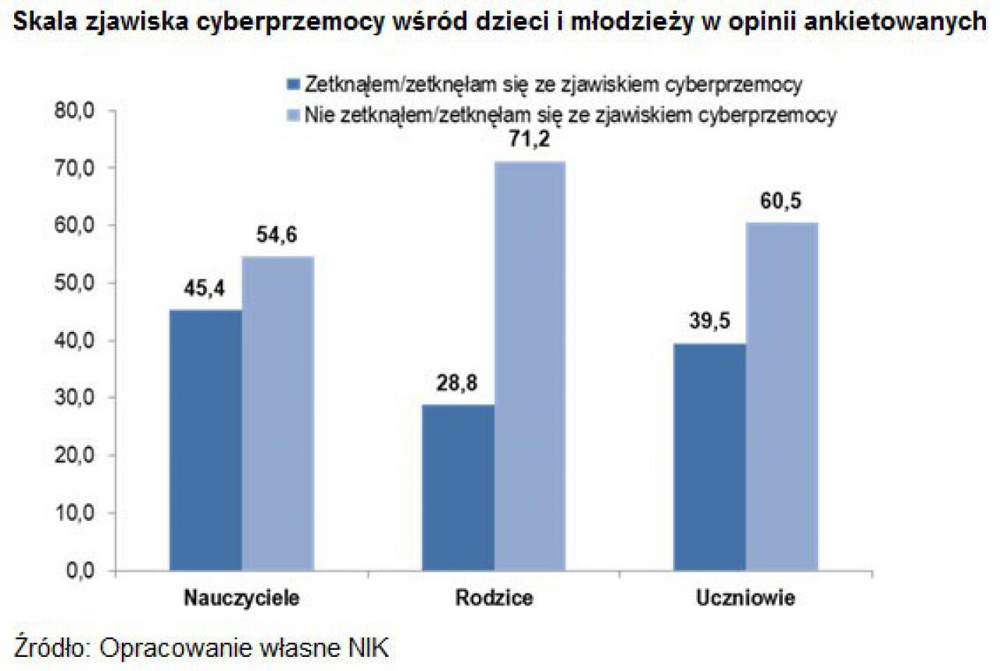 Skala zjawiska cyberprzemocy wśród dzieci i młodzieży w opinii ankietowanych
Zetknąłem/zetknęłam się ze zjawiskiem cyberprzemocy
Nie zetknąłem/zetknęłam się ze zjawiskiem cyberprzemocy
80,0
70,0
60,0
50,0
40,0
30,0
20,0
10,0
0,0
45,4
54,6
28,8
71,2
39,5
60,5
Nauczyciele
Rodzice
Uczniowie
Źródło: Opracowanie własne NIK